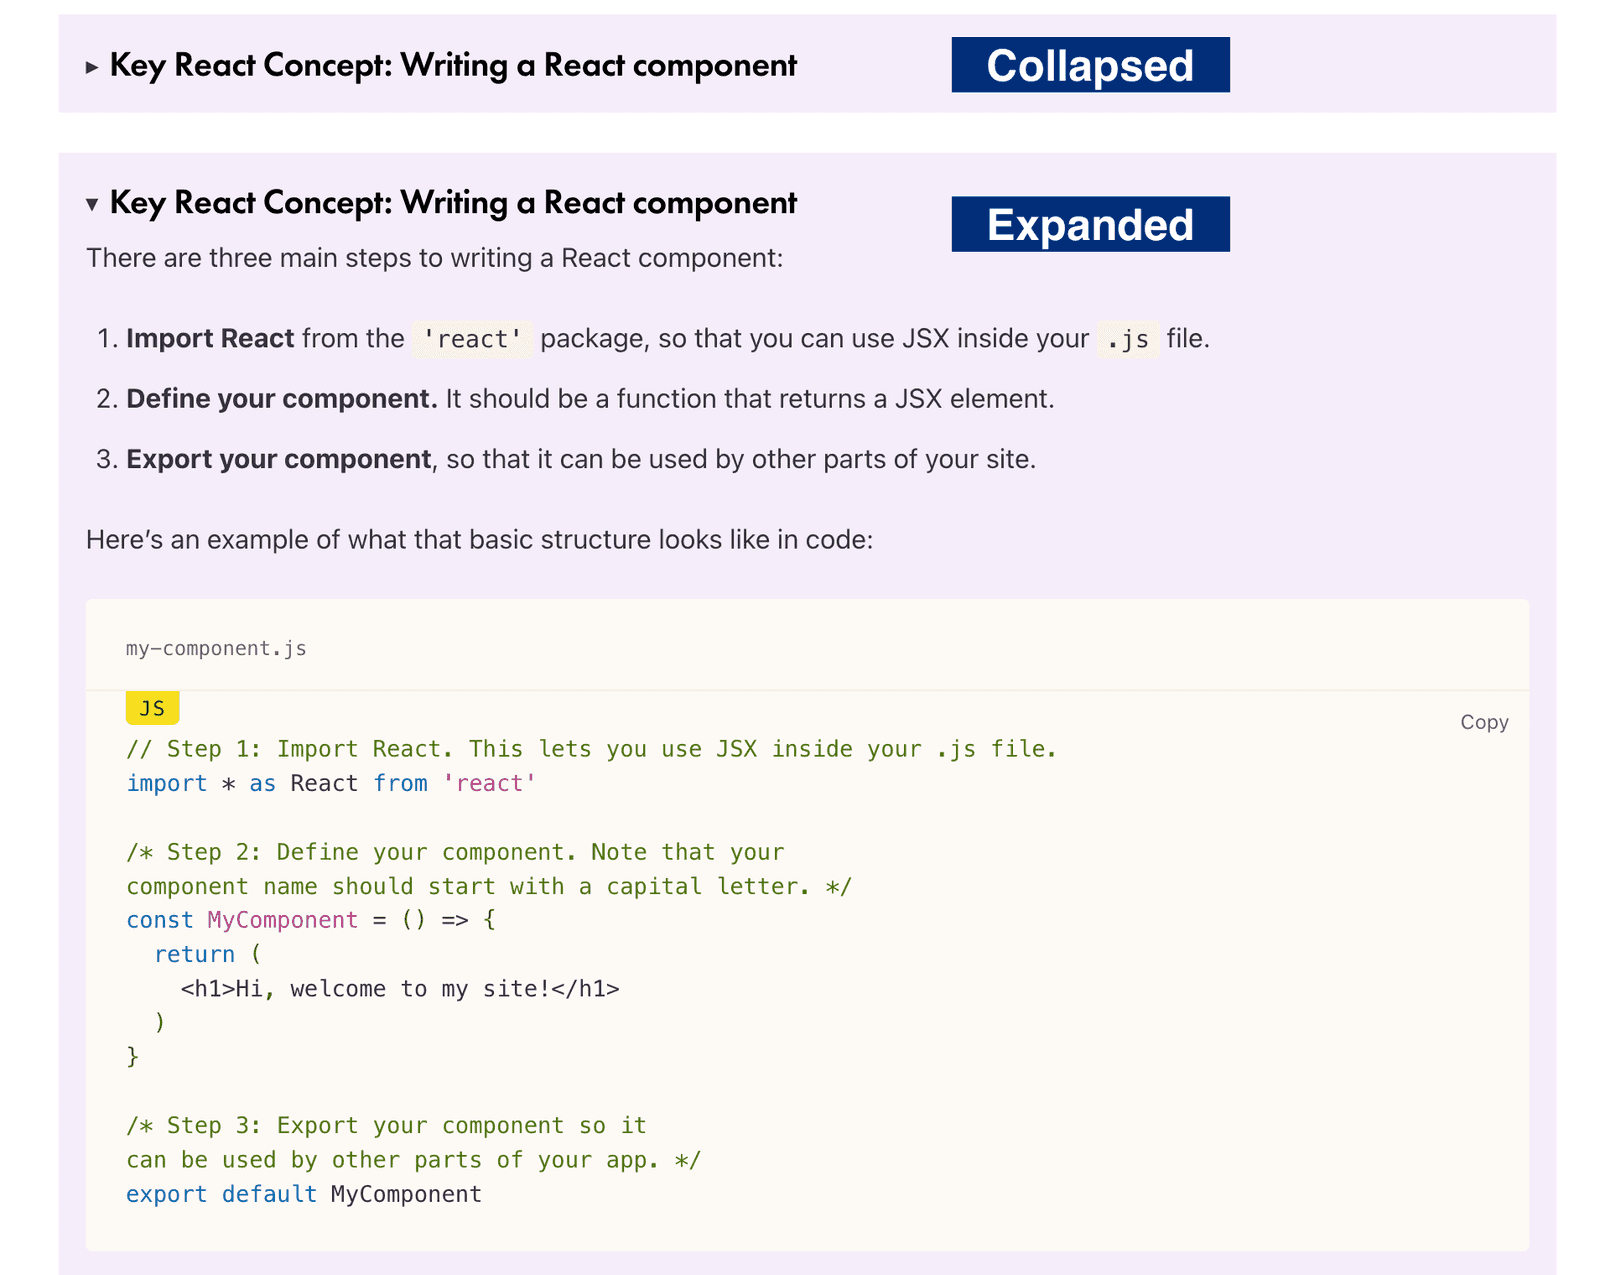 ▸ Key React Concept: Writing a React component
Collapsed
▾ Key React Concept: Writing a React component
Expanded
There are three main steps to writing a React component:
1. Import React from the 'react' package, so that you can use JSX inside your .js file.
2. Define your component. It should be a function that returns a JSX element.
3. Export your component, so that it can be used by other parts of your site.
Here’s an example of what that basic structure looks like in code:
my-component.js
JS
Copy
// Step 1: Import React. This lets you use JSX inside your .js file.
import * as React from 'react'

/* Step 2: Define your component. Note that your
component name should start with a capital letter. */
const MyComponent = () => {
  return (
    <h1>Hi, welcome to my site!</h1>
  )
}

/* Step 3: Export your component so it
can be used by other parts of your app. */
export default MyComponent